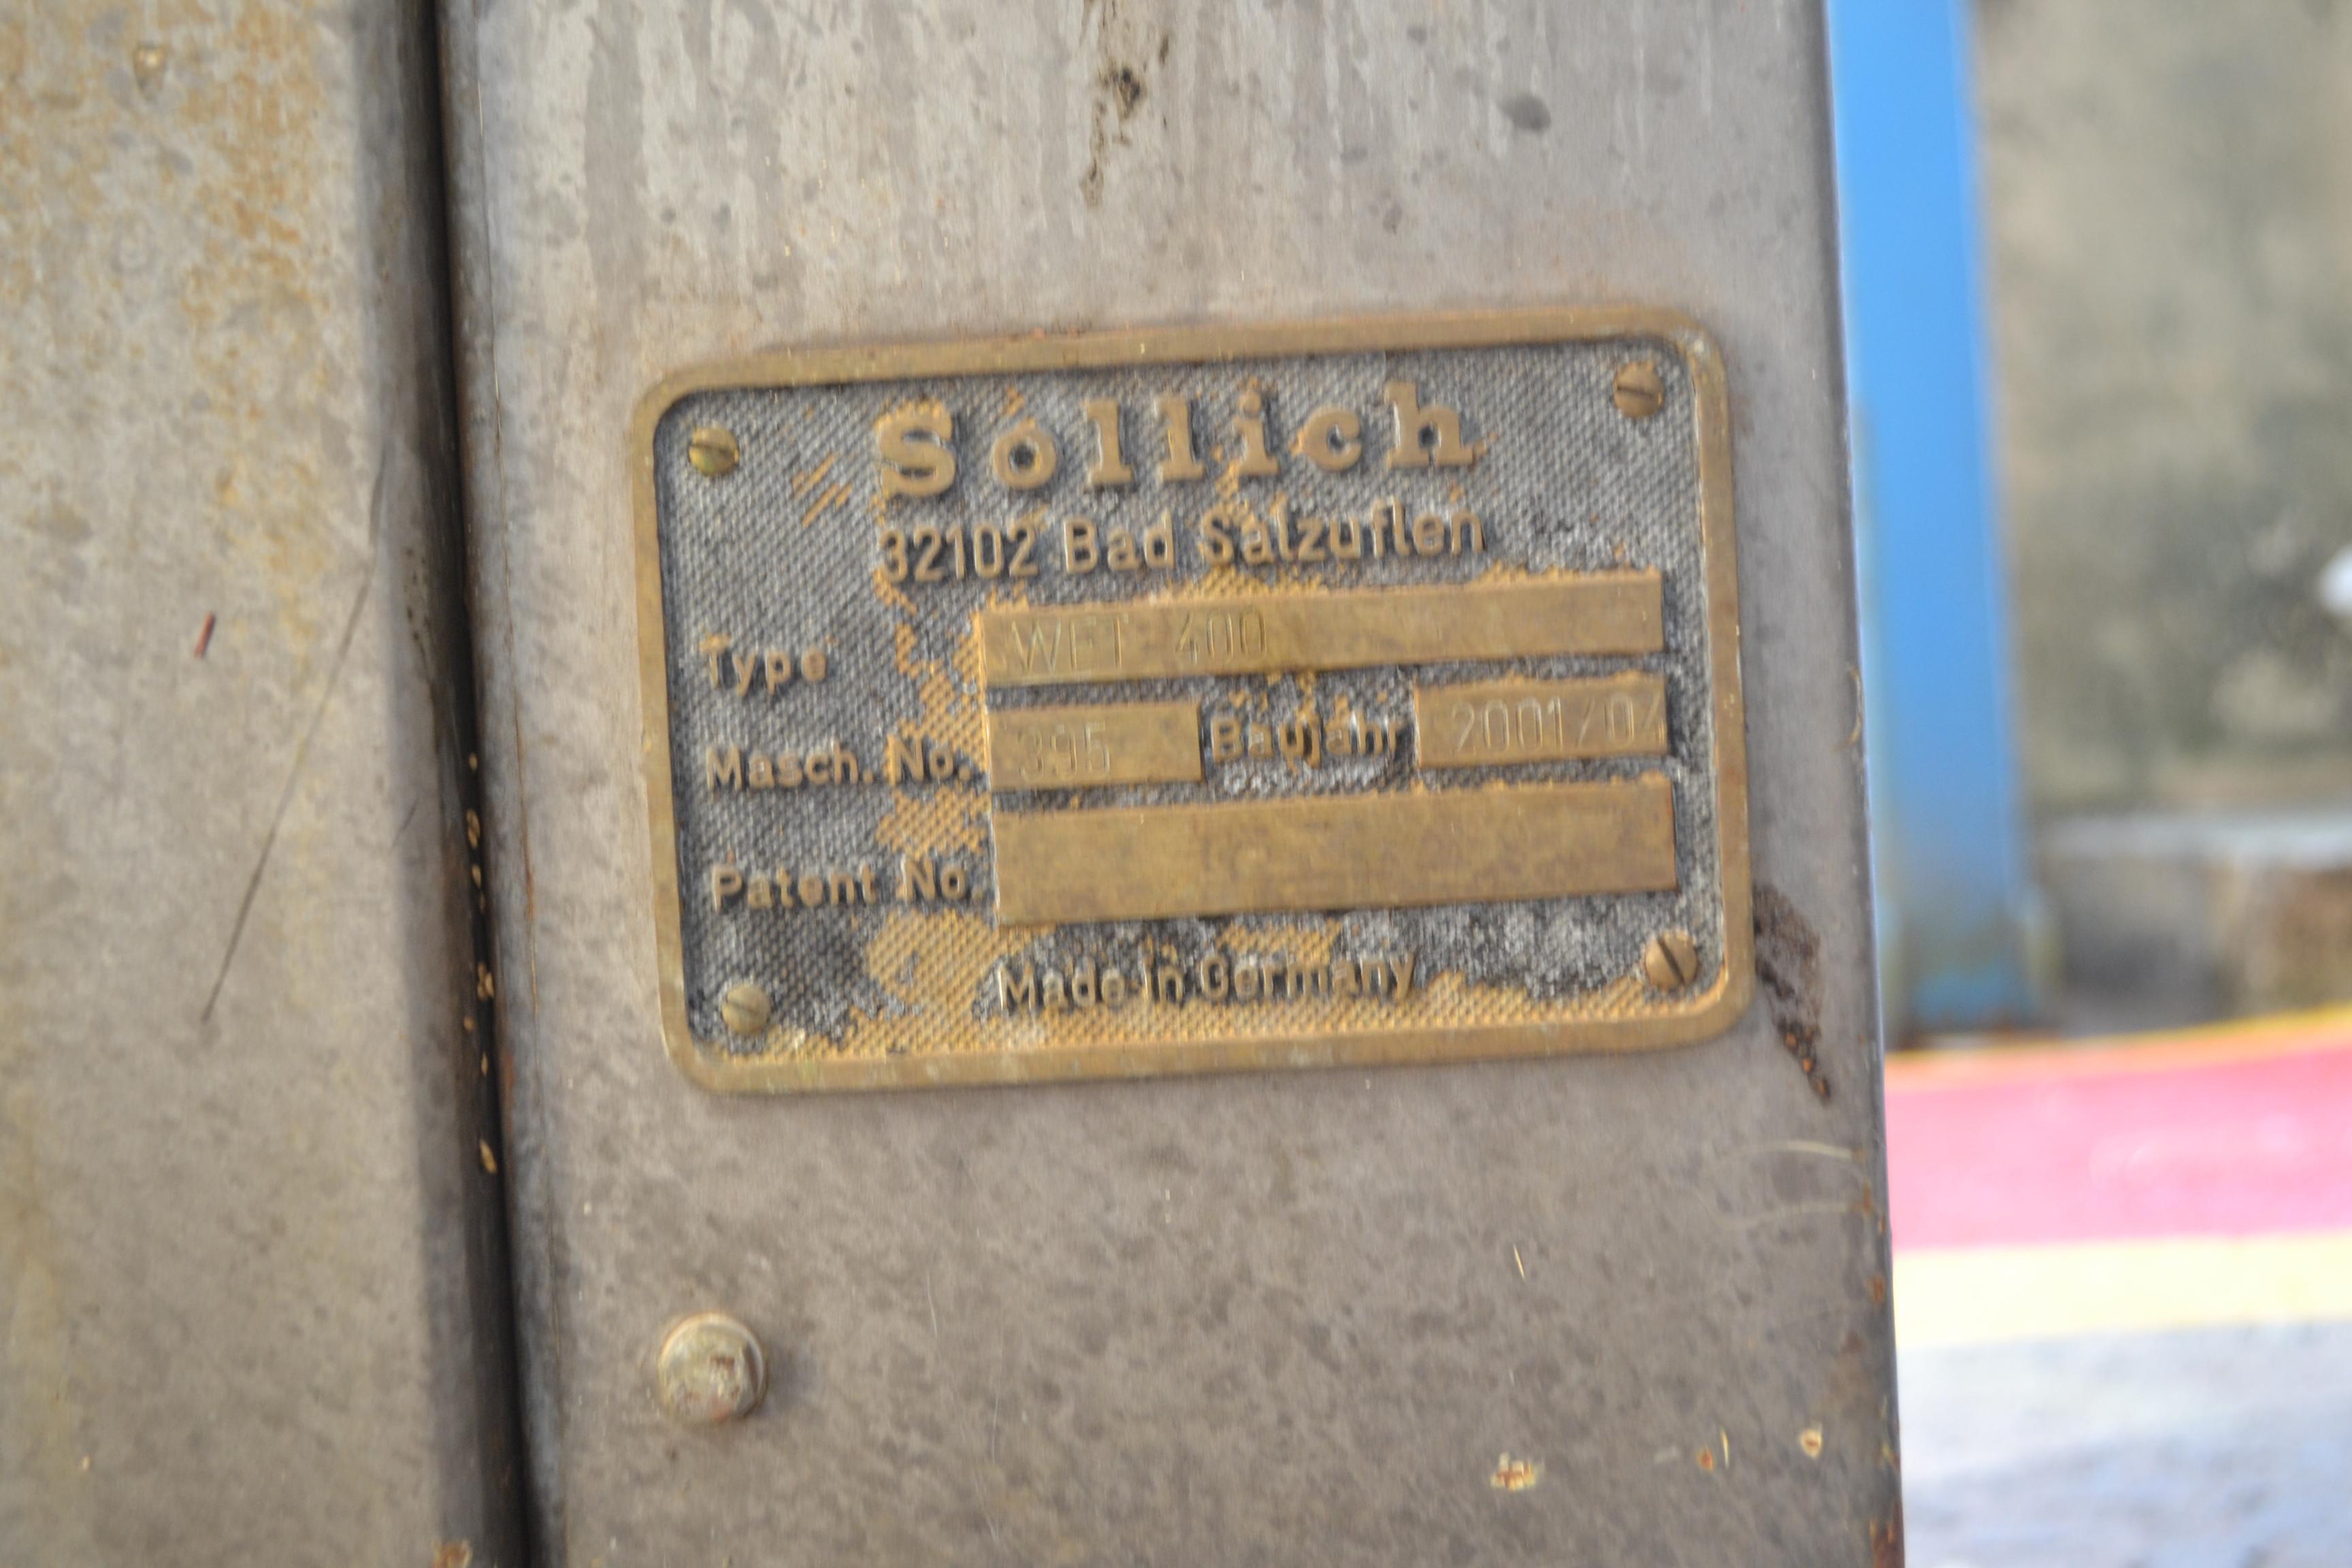 Sollich
32102 Bad Salzuflen
Type WET 400
Masch. No. 395 Baujahr 2001/04
Patent No.
Made in Germany